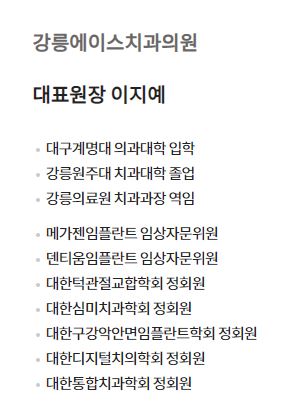 강릉에이스치과의원
대표원장 이지예
대구계명대 의과대학 입학
강릉원주대 치과대학 졸업
강릉의료원 치과과장 역임
메가젠임플란트 임상자문위원
덴티움임플란트 임상자문위원
대한턱관절교합학회 정회원
대한심미치과학회 정회원
대한구강악안면임플란트학회 정회원
대한디지털치의학회 정회원
대한통합치과학회 정회원